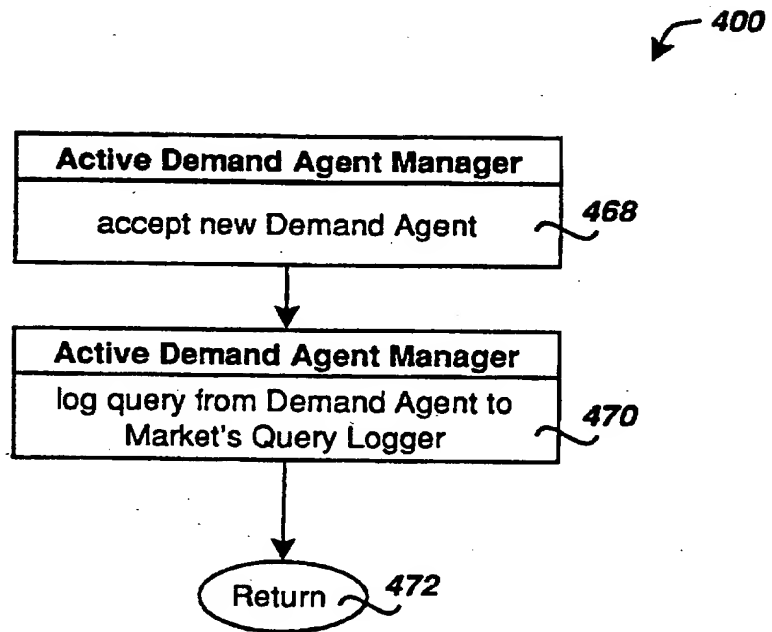 400
Active Demand Agent Manager
accept new Demand Agent
468
Active Demand Agent Manager
log query from Demand Agent to
Market's Query Logger
470
Return
472